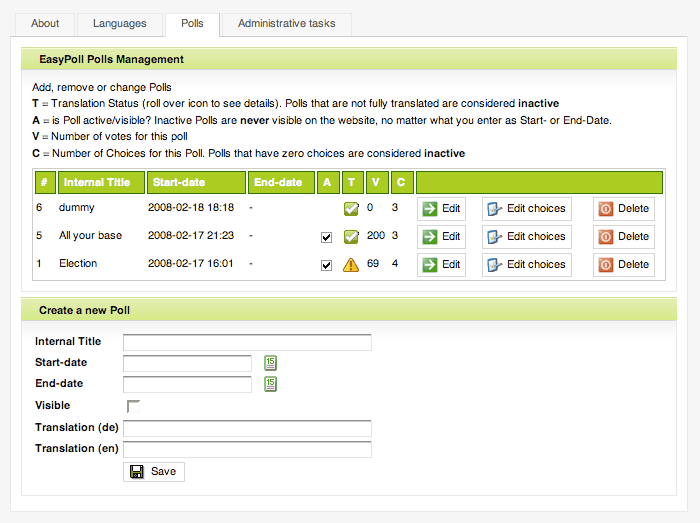 About Languages Polls Administrative tasks
EasyPoll Polls Management
Add, remove or change Polls
T = Translation Status (roll over icon to see details). Polls that are not fully translated are considered inactive
A = is Poll active/visible? Inactive Polls are never visible on the website, no matter what you enter as Start- or End-Date.
V = Number of votes for this poll
C = Number of Choices for this Poll. Polls that have zero choices are considered inactive
# Internal Title Start-date End-date A T V C
6 dummy 2008-02-18 18:18 - 0 3 Edit Edit choices Delete
5 All your base 2008-02-17 21:23 - 200 3 Edit Edit choices Delete
1 Election 2008-02-17 16:01 - 69 4 Edit Edit choices Delete
Create a new Poll
Internal Title
Start-date 15
End-date 15
Visible
Translation (de)
Translation (en)
Save